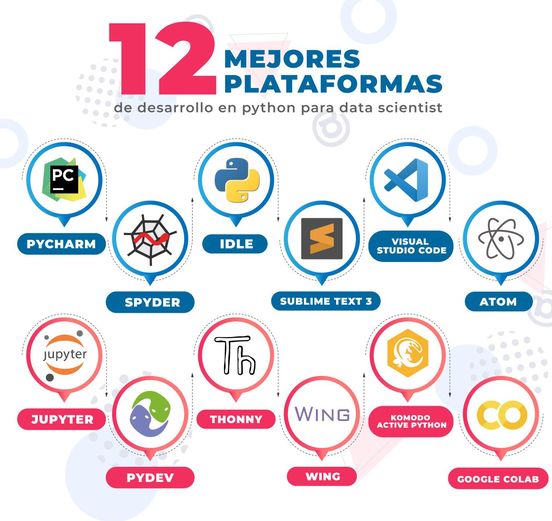 12 MEJORES
PLATAFORMAS
de desarrollo en python para data scientist
PC
PYCHARM
SPYDER
IDLE
SUBLIME TEXT 3
VISUAL
STUDIO CODE
ATOM
jupyter
JUPYTER
PYDEV
Th
THONNY
WING
WING
KOMODO
ACTIVE PYTHON
CO
GOOGLE COLAB